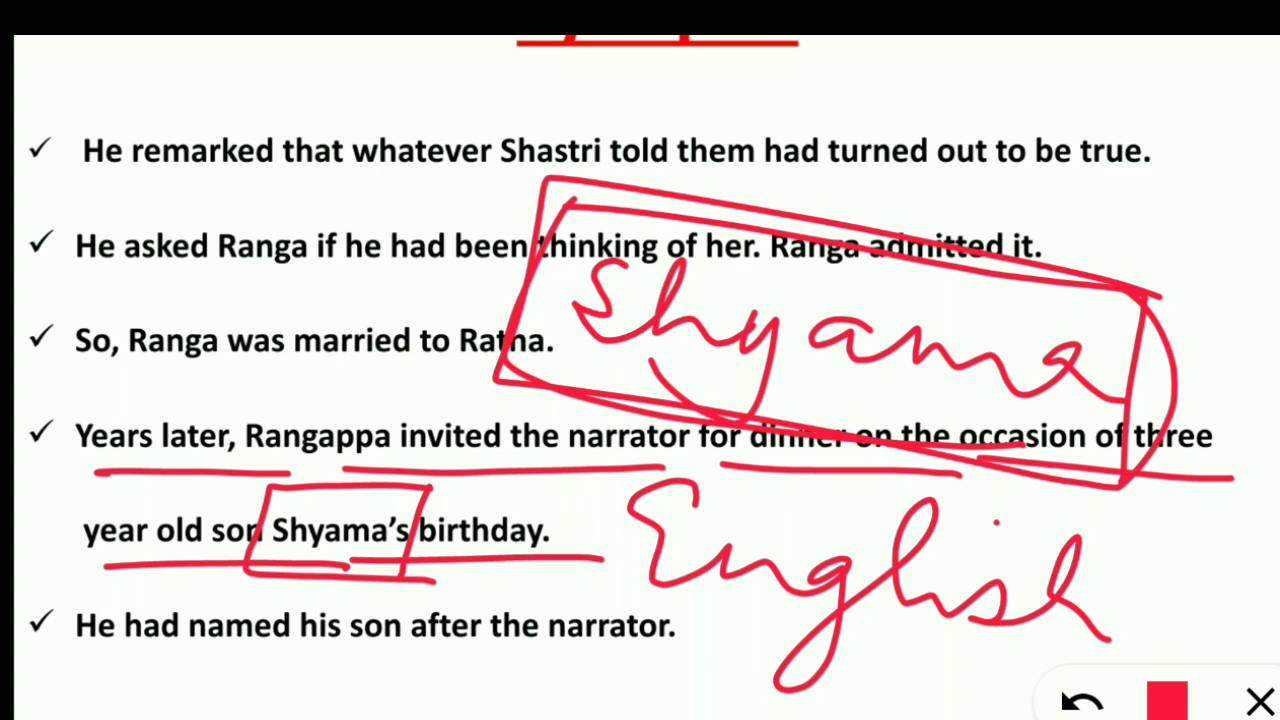 ✓ He remarked that whatever Shastri told them had turned out to be true.
✓ He asked Ranga if he had been thinking of her. Ranga admitted it.
Shyama
✓ So, Ranga was married to Ratna.
✓ Years later, Rangappa invited the narrator for dinner on the occasion of three
year old son Shyama's birthday.
English
✓ He had named his son after the narrator.